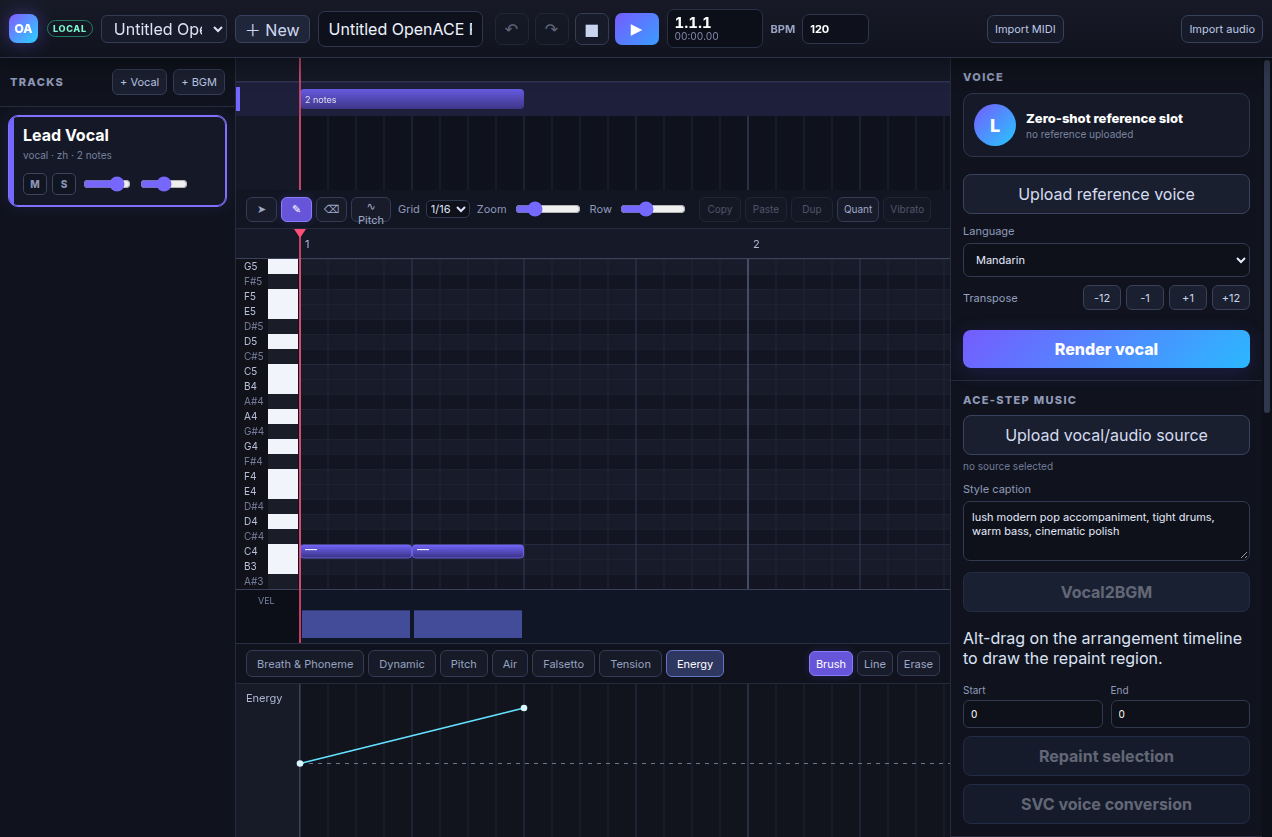 OA
LOCAL
Untitled Ope
+ New
Untitled OpenACE
1.1.1
00:00.00
BPM
120
Import MIDI
Import audio
TRACKS
+ Vocal
+ BGM
Lead Vocal
vocal · zh · 2 notes
M
S
2 notes
Pitch
Grid
1/16
Zoom
Row
Copy
Paste
Dup
Quant
Vibrato
1
2
G5
F#5
F5
E5
D#5
D5
C#5
C5
B4
A#4
A4
G#4
G4
F#4
F4
E4
D#4
D4
C#4
C4
B3
A#3
VEL
Breath & Phoneme
Dynamic
Pitch
Air
Falsetto
Tension
Energy
Brush
Line
Erase
Energy
VOICE
L
Zero-shot reference slot
no reference uploaded
Upload reference voice
Language
Mandarin
Transpose
-12
-1
+1
+12
Render vocal
ACE-STEP MUSIC
Upload vocal/audio source
no source selected
Style caption
lush modern pop accompaniment, tight drums,
warm bass, cinematic polish
Vocal2BGM
Alt-drag on the arrangement timeline
to draw the repaint region.
Start
End
0
0
Repaint selection
SVC voice conversion